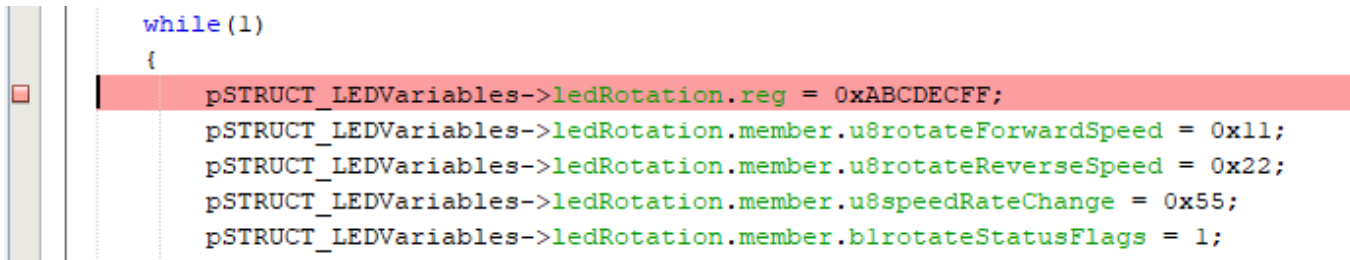 while(1)
{
pSTRUCT_LEDVariables->ledRotation.reg = 0xABCDECFF;
pSTRUCT_LEDVariables->ledRotation.member.u8rotateForwardSpeed = 0x11;
pSTRUCT_LEDVariables->ledRotation.member.u8rotateReverseSpeed = 0x22;
pSTRUCT_LEDVariables->ledRotation.member.u8speedRateChange = 0x55;
pSTRUCT_LEDVariables->ledRotation.member.b1rotateStatusFlags = 1;